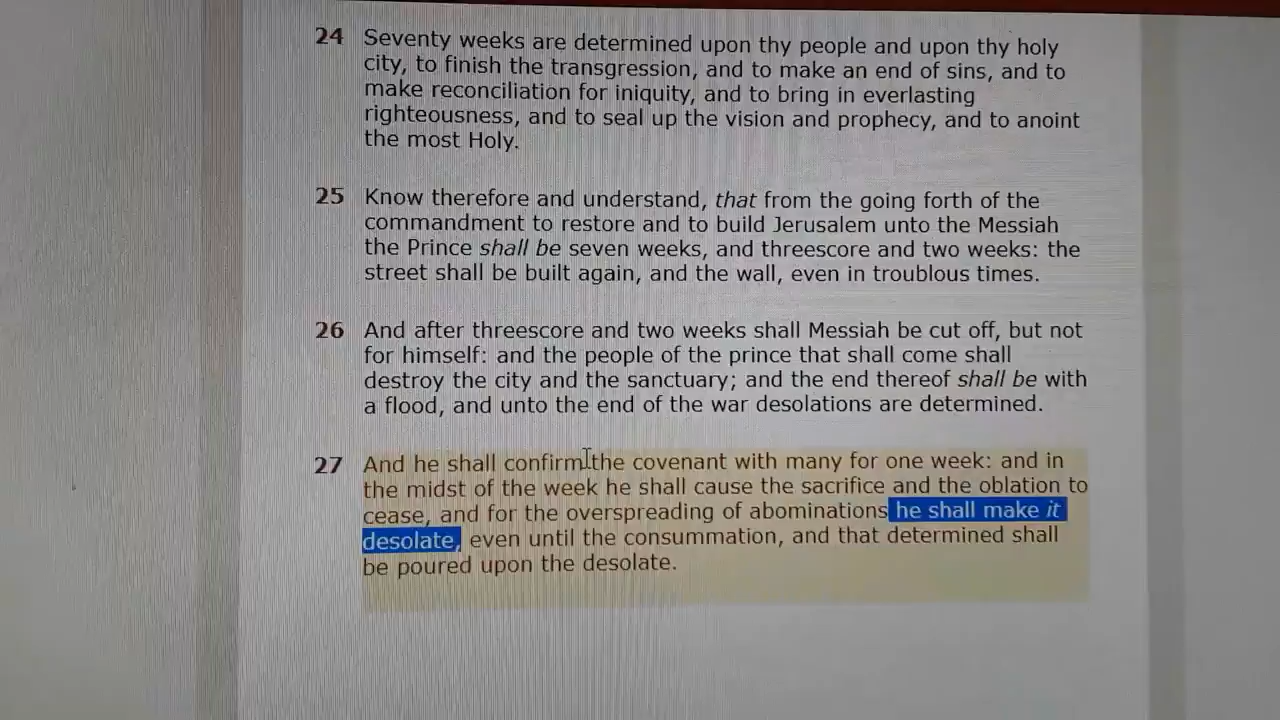 24 Seventy weeks are determined upon thy people and upon thy holy
city, to finish the transgression, and to make an end of sins, and to
make reconciliation for iniquity, and to bring in everlasting
righteousness, and to seal up the vision and prophecy, and to anoint
the most Holy.
25 Know therefore and understand, that from the going forth of the
commandment to restore and to build Jerusalem unto the Messiah
the Prince shall be seven weeks, and threescore and two weeks: the
street shall be built again, and the wall, even in troublous times.
26 And after threescore and two weeks shall Messiah be cut off, but not
for himself: and the people of the prince that shall come shall
destroy the city and the sanctuary; and the end thereof shall be with
a flood, and unto the end of the war desolations are determined.
27 And he shall confirm the covenant with many for one week: and in
the midst of the week he shall cause the sacrifice and the oblation to
cease, and for the overspreading of abominations he shall make it
desolate, even until the consummation, and that determined shall
be poured upon the desolate.